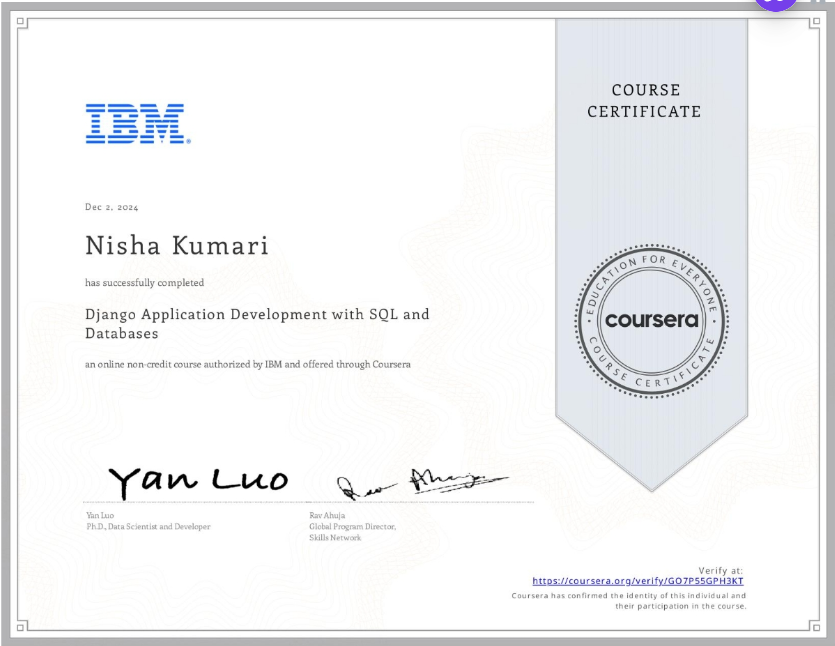 COURSE
CERTIFICATE
IBM®
Dec 2, 2024
Nisha Kumari
has successfully completed
Django Application Development with SQL and
Databases
an online non-credit course authorized by IBM and offered through Coursera
EDUCATION FOR EVERYONE
coursera
COURSE CERTIFICATE
Yan Luo
Rav Ahuja
Yan Luo
Ph.D., Data Scientist and Developer
Rav Ahuja
Global Program Director,
Skills Network
Verify at:
https://coursera.org/verify/GO7P55GPH3KT
Coursera has confirmed the identity of this individual and
their participation in the course.